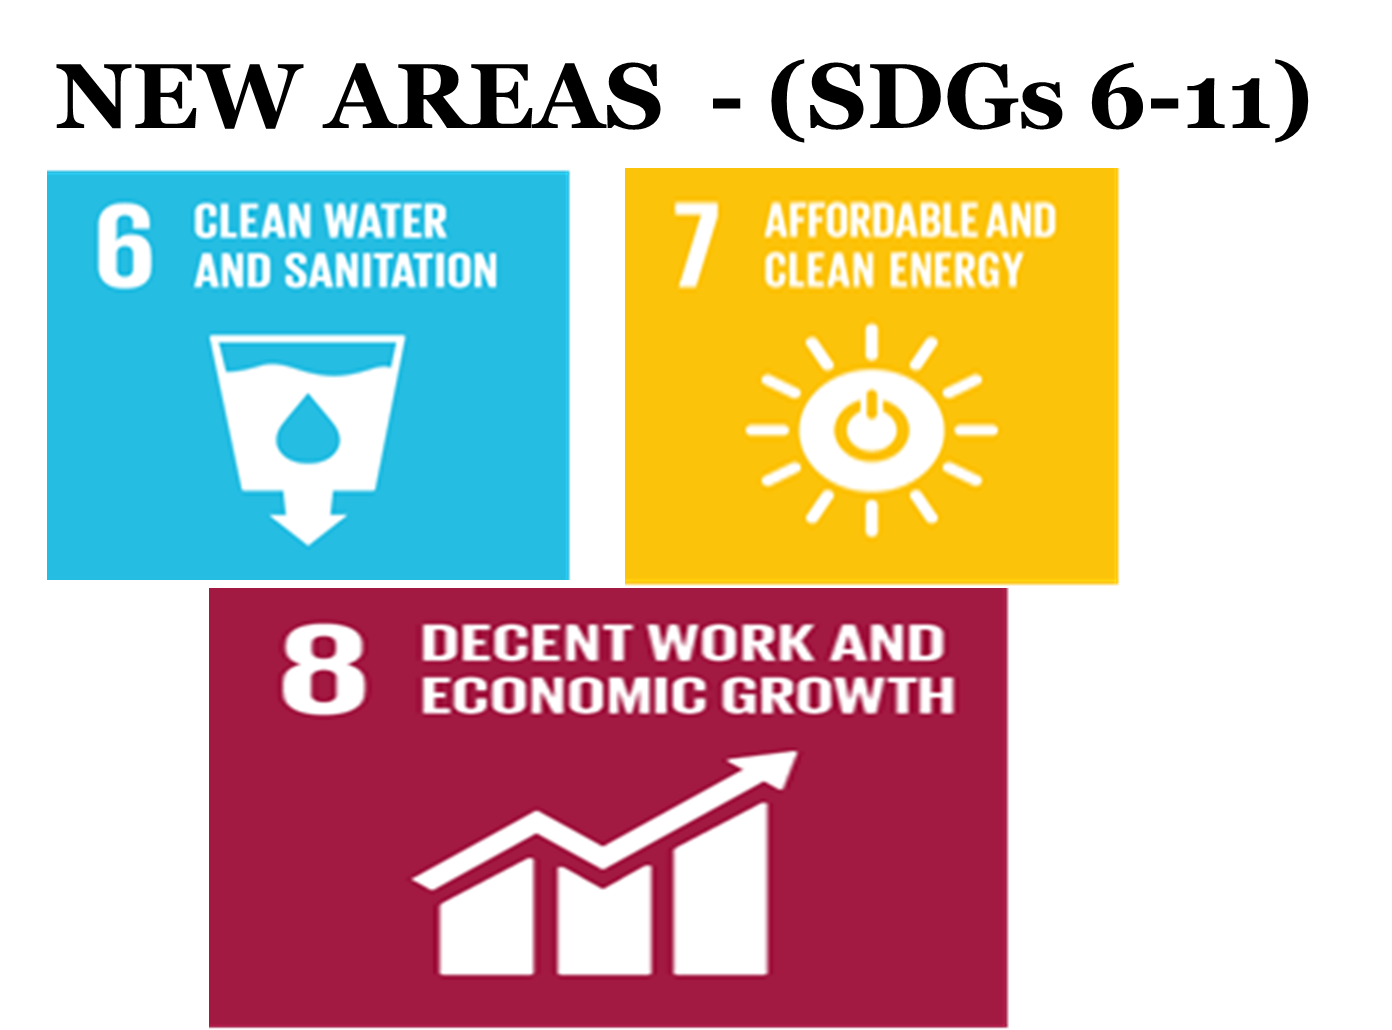 NEW AREAS - (SDGs 6-11)
6 CLEAN WATER
AND SANITATION
7 AFFORDABLE AND
CLEAN ENERGY
8 DECENT WORK AND
ECONOMIC GROWTH